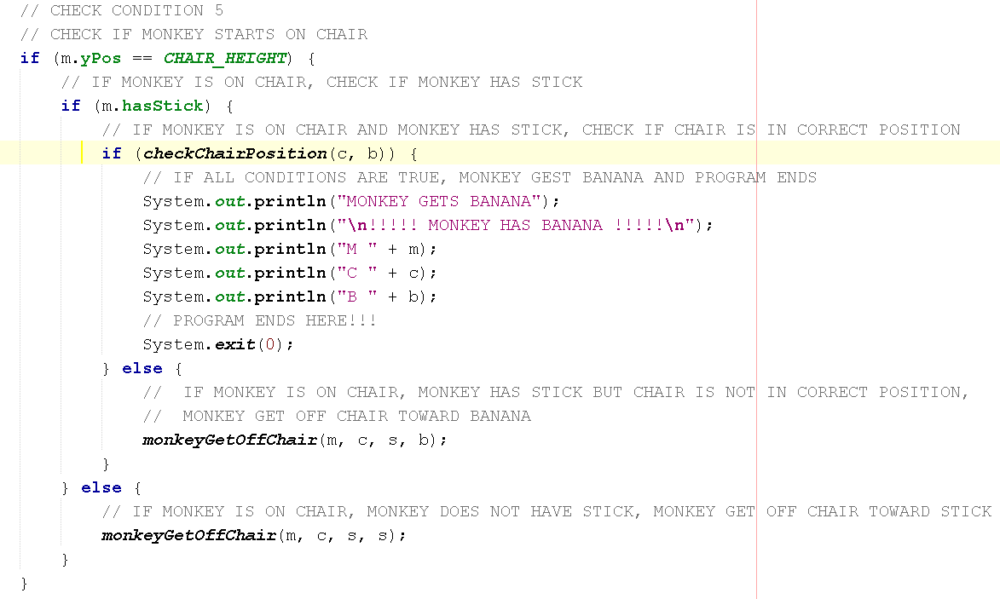 // CHECK CONDITION 5
// CHECK IF MONKEY STARTS ON CHAIR
if (m.yPos == CHAIR_HEIGHT) {
// IF MONKEY IS ON CHAIR, CHECK IF MONKEY HAS STICK
if (m.hasStick) {
// IF MONKEY IS ON CHAIR AND MONKEY HAS STICK, CHECK IF CHAIR IS IN CORRECT POSITION
if (checkChairPosition(c, b)) {
// IF ALL CONDITIONS ARE TRUE, MONKEY GEST BANANA AND PROGRAM ENDS
System.out.println("MONKEY GETS BANANA");
System.out.println("\n!!!!! MONKEY HAS BANANA !!!!!\n");
System.out.println("M " + m);
System.out.println("C " + c);
System.out.println("B " + b);
// PROGRAM ENDS HERE!!!
System.exit(0);
} else {
//  IF MONKEY IS ON CHAIR, MONKEY HAS STICK BUT CHAIR IS NOT IN CORRECT POSITION,
//  MONKEY GET OFF CHAIR TOWARD BANANA
monkeyGetOffChair(m, c, s, b);
}
} else {
// IF MONKEY IS ON CHAIR, MONKEY DOES NOT HAVE STICK, MONKEY GET OFF CHAIR TOWARD STICK
monkeyGetOffChair(m, c, s, s);
}
}